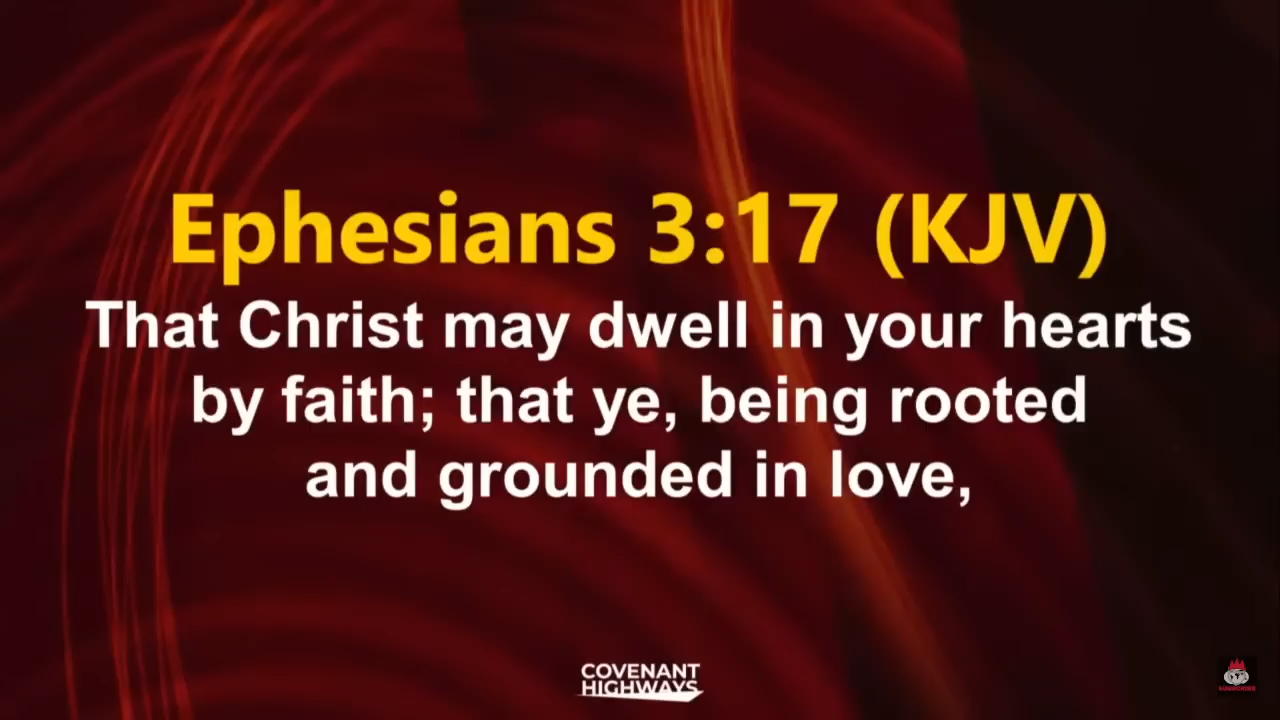 Ephesians 3:17 (KJV)
That Christ may dwell in your hearts
by faith; that ye, being rooted
and grounded in love,
COVENANT
HIGHWAYS
SUBSCRIBE